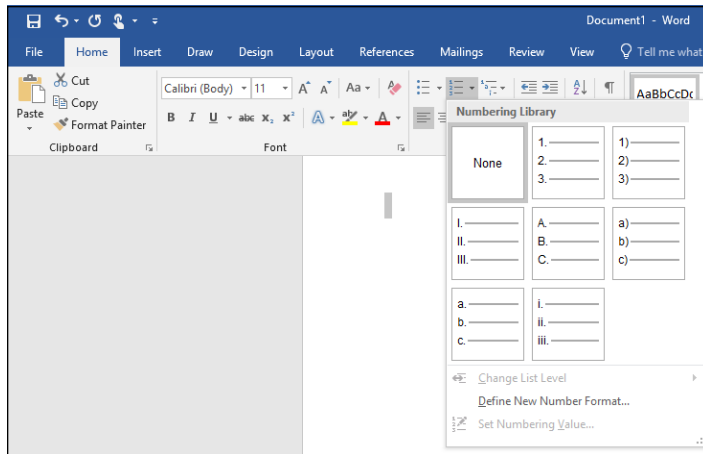 Document1 - Word
File Home Insert Draw Design Layout References Mailings Review View Tell me what
Cut
Copy
Paste
Format Painter
Clipboard
Calibri (Body) 11 A A Aa
B I U abc X₂ X² A aby A
Font
AaBbCcDc
Numbering Library
None
1.
2.
3.
1)
2)
3)
I.
II.
III.
A.
B.
C.
a)
b)
c)
a.
b.
c.
i.
ii.
iii.
Change List Level
Define New Number Format...
Set Numbering Value...